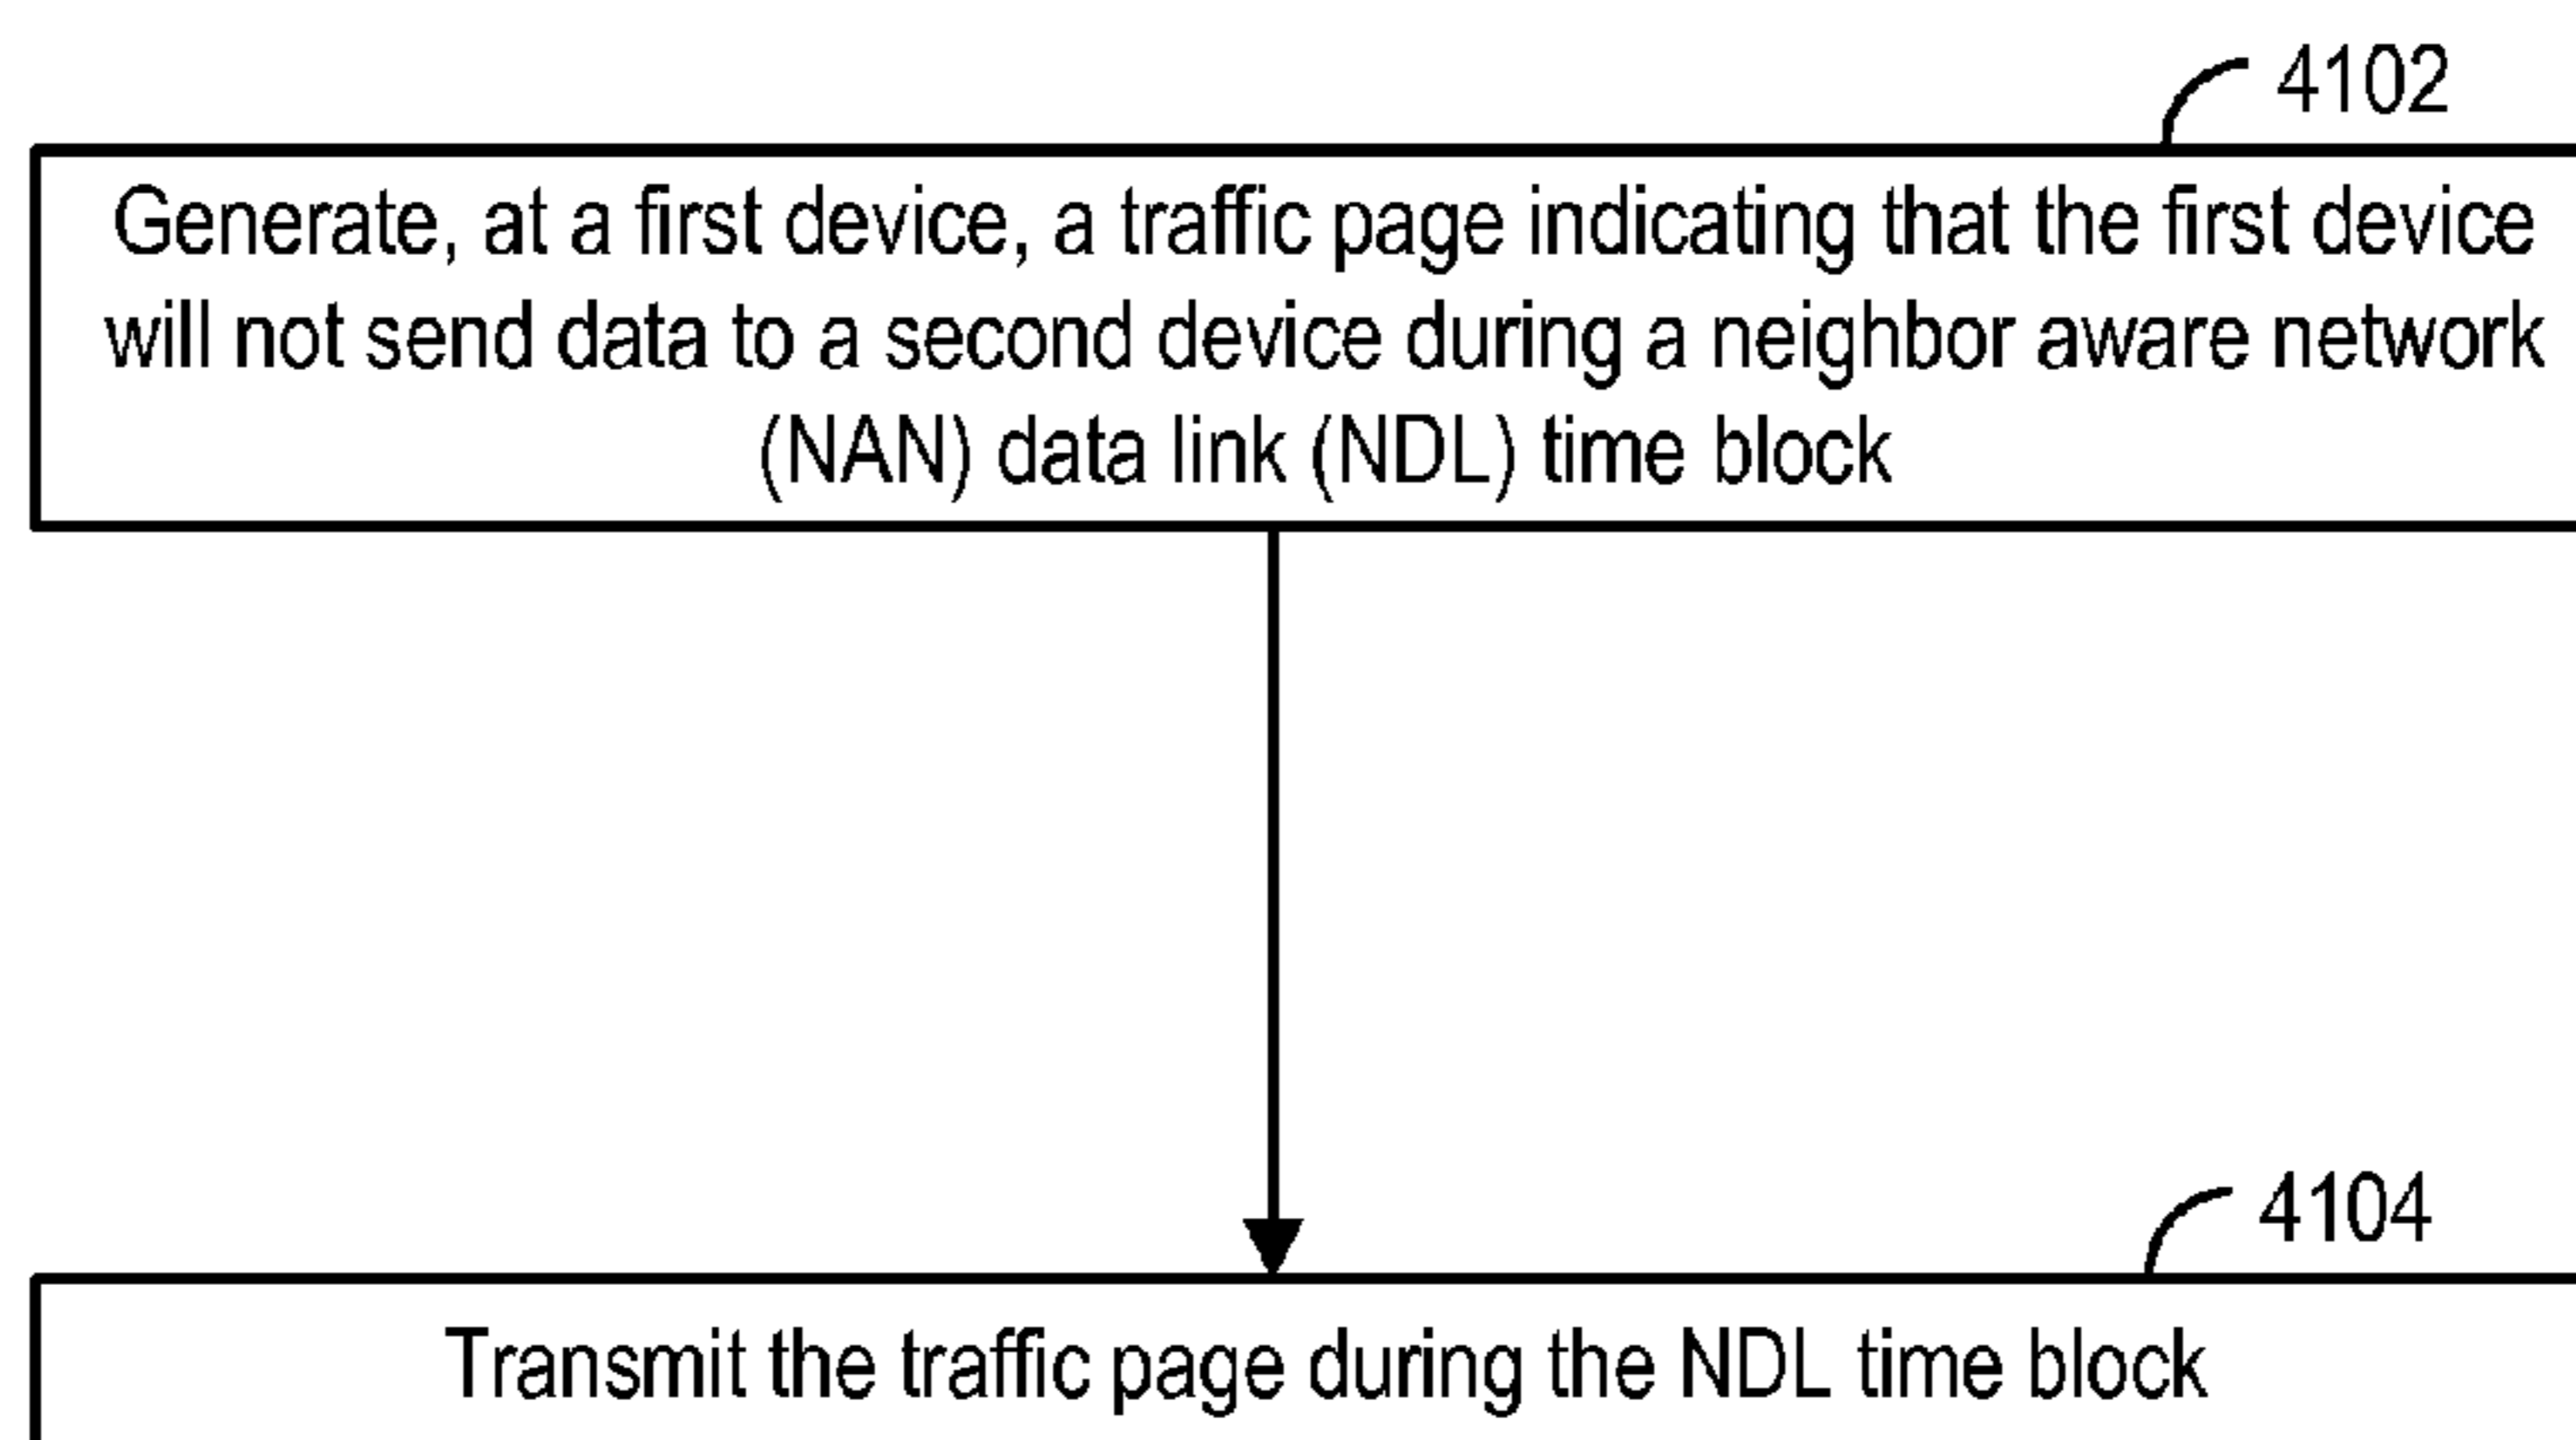 4102
Generate, at a first device, a traffic page indicating that the first device
will not send data to a second device during a neighbor aware network
(NAN) data link (NDL) time block
4104
Transmit the traffic page during the NDL time block